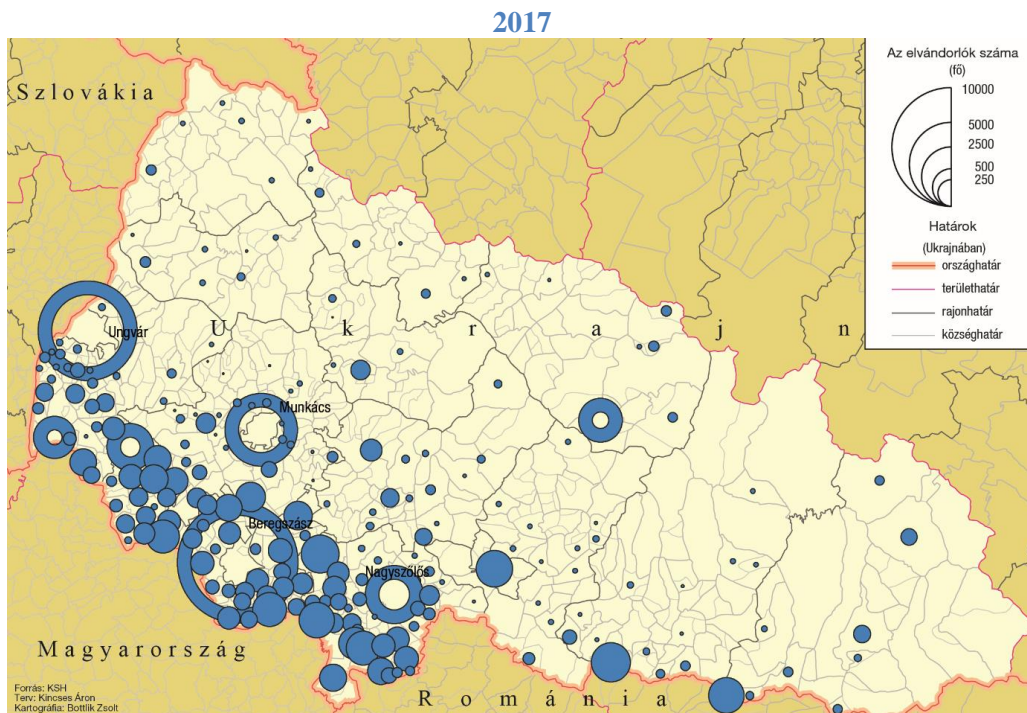 2017
Szlovákia
Ungvár
U k r a j n
Munkács
Beregszász
Nagyszőlős
Magyarország
Románia
Forrás: KSH
Terv: Kincses Áron
Kartográfia: Bottlik Zsolt
Az elvándorlók száma
(fő)
10000
5000
2500
500
250
Határok
(Ukrajnában)
országhatár
területhatár
rajonhatár
községhatár